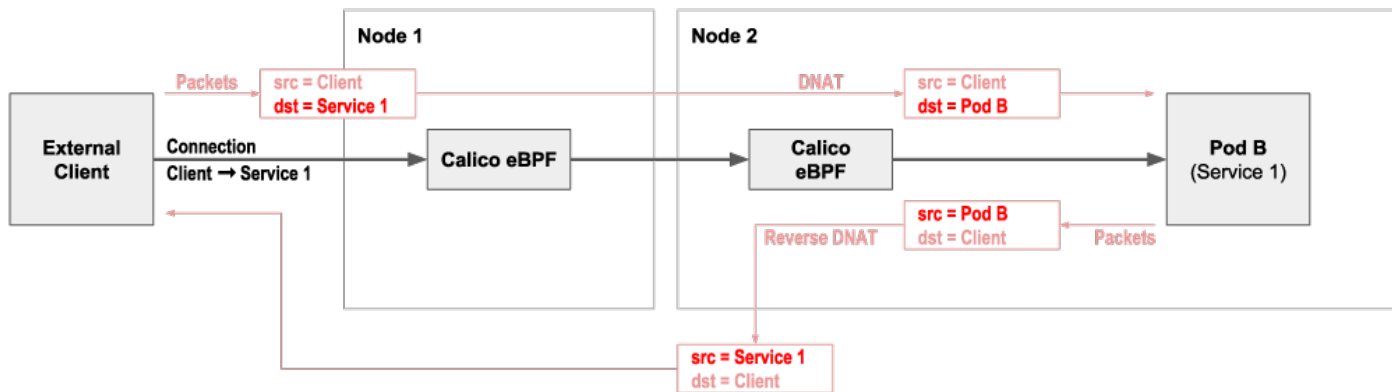 Node 1
Node 2
Packets
src = Client
dst = Service 1
DNAT
src = Client
dst = Pod B
External
Client
Connection
Client → Service 1
Calico eBPF
Calico
eBPF
Pod B
(Service 1)
src = Pod B
dst = Client
Reverse DNAT
Packets
src = Service 1
dst = Client